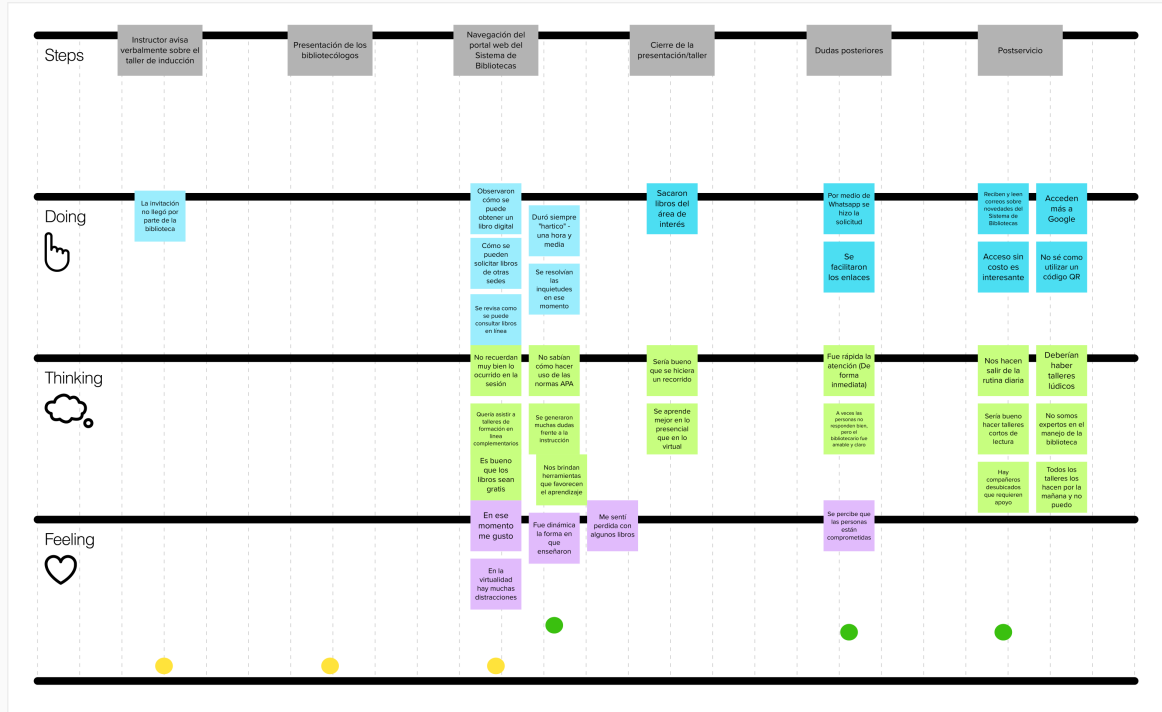 Steps
Instructor avisa
verbalmente sobre el
taller de inducción
Presentación de los
bibliotecólogos
Navegación del
portal web del
Sistema de
Bibliotecas
Cierre de la
presentación/taller
Dudas posteriores
Postservicio
Doing
La invitación
no llegó por
parte de la
biblioteca
Observaron
cómo se
puede
obtener un
libro digital
Cómo se
pueden
solicitar libros
de otras
sedes
Se revisa como
se puede
consultar libros
en línea
Duró siempre
"hartico" -
una hora y
media
Se resolvían
las
inquietudes
en ese
momento
Sacaron
libros del
área de
interés
Por medio de
Whatsapp se
hizo la
solicitud
Se
facilitaron
los enlaces
Reciben y leen
correos sobre
novedades del
Sistema de
Bibliotecas
Acceso sin
costo es
interesante
Acceden
más a
Google
No sé como
utilizar un
código QR
Thinking
No recuerdan
muy bien lo
ocurrido en la
sesión
Quería asistir a
talleres de
formación en
línea
complementarios
Es bueno
que los
libros sean
gratis
No sabían
cómo hacer
uso de las
normas APA
Se generaron
muchas dudas
frente a la
instrucción
Nos brindan
herramientas
que favorecen
el aprendizaje
Sería bueno
que se hiciera
un recorrido
Se aprende
mejor en lo
presencial
que en lo
virtual
Fue rápida la
atención (De
forma
inmediata)
A veces las
personas no
responden bien,
pero el
bibliotecario fue
amable y claro
Nos hacen
salir de la
rutina diaria
Sería bueno
hacer talleres
cortos de
lectura
Hay
compañeros
desubicados
que requieren
apoyo
Deberían
haber
talleres
lúdicos
No somos
expertos en el
manejo de la
biblioteca
Todos los
talleres los
hacen por la
mañana y no
puedo
Feeling
En ese
momento
me gusto
En la
virtualidad
hay muchas
distracciones
Fue dinámica
la forma en
que
enseñaron
Me sentí
perdida con
algunos libros
Se percibe que
las personas
están
comprometidas